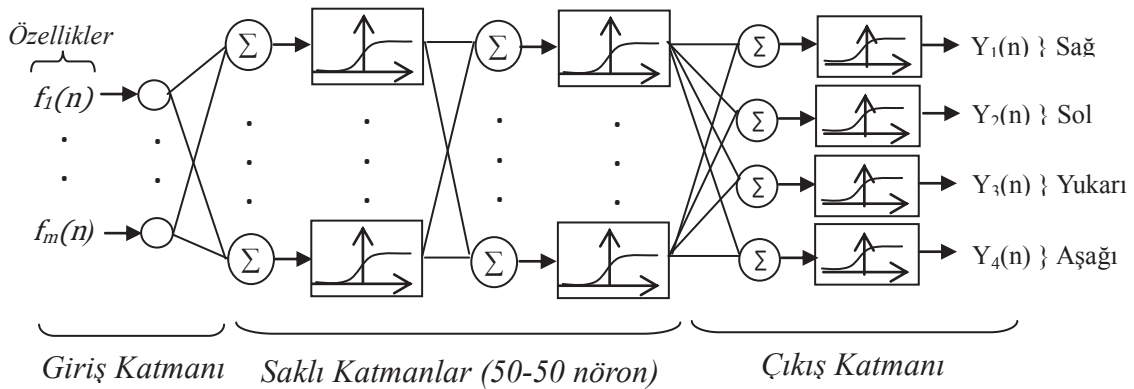 Özellikler
f₁(n)
fₘ(n)
Σ
Σ
Σ
Σ
Σ
Σ
Σ
Σ
Y₁(n) } Sağ
Y₂(n) } Sol
Y₃(n) } Yukarı
Y₄(n) } Aşağı
Giriş Katmanı
Saklı Katmanlar (50-50 nöron)
Çıkış Katmanı